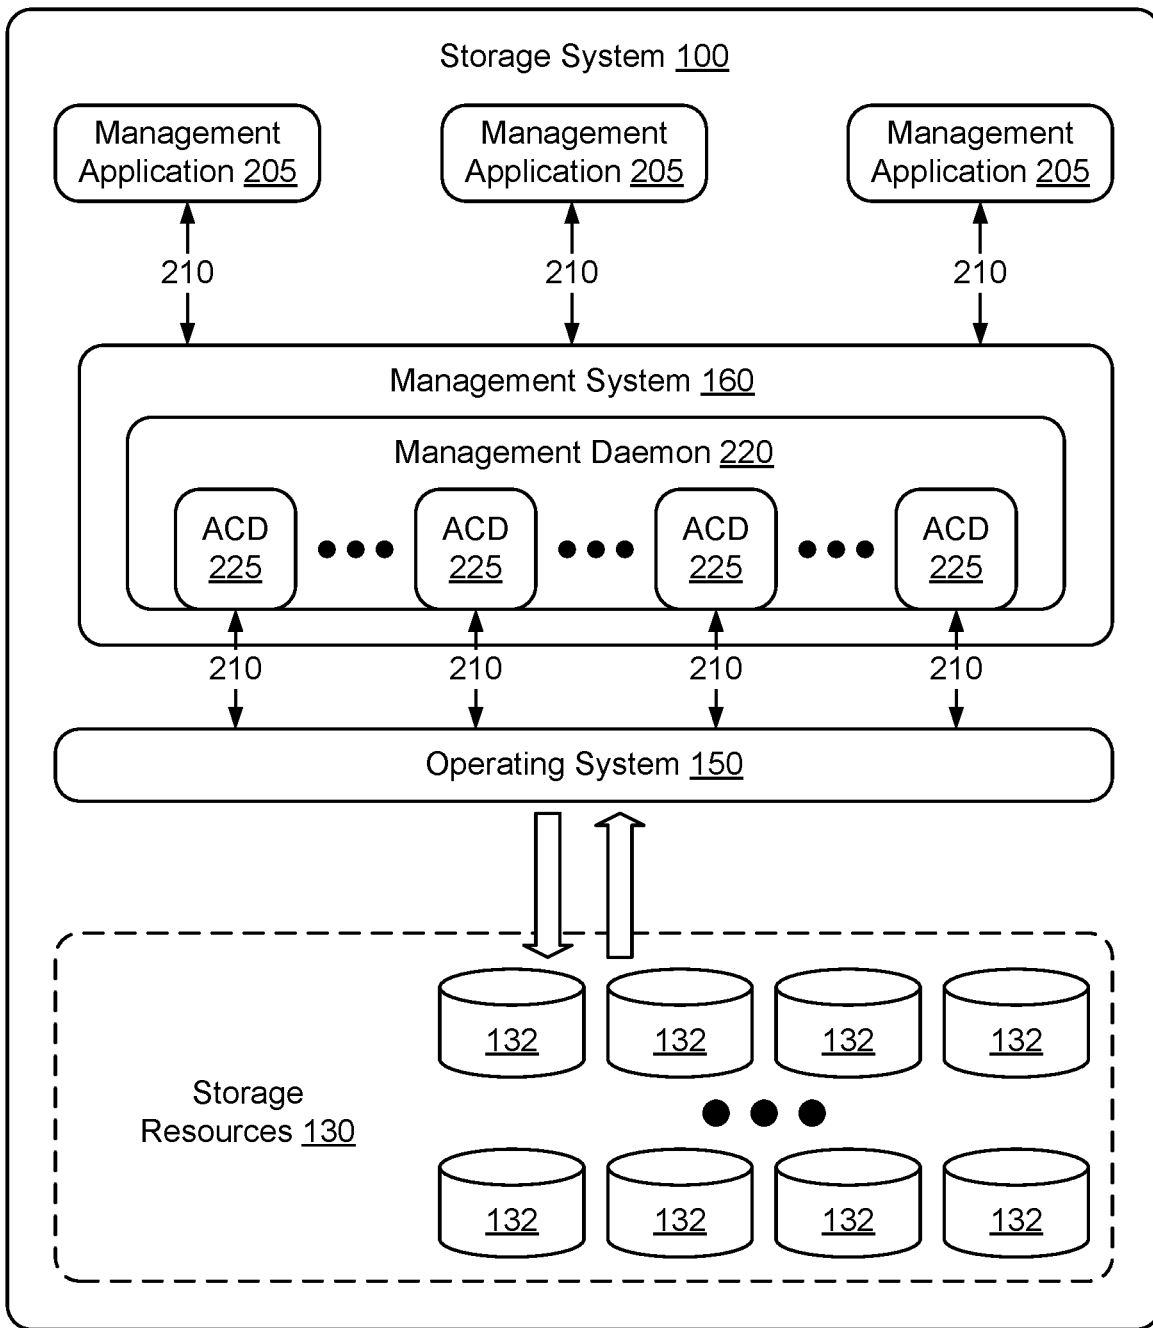 Storage System 100
Management
Application 205
Management
Application 205
Management
Application 205
210
210
210
Management System 160
Management Daemon 220
ACD
225
ACD
225
ACD
225
ACD
225
210
210
210
210
Operating System 150
132
132
132
132
Storage
Resources 130
132
132
132
132